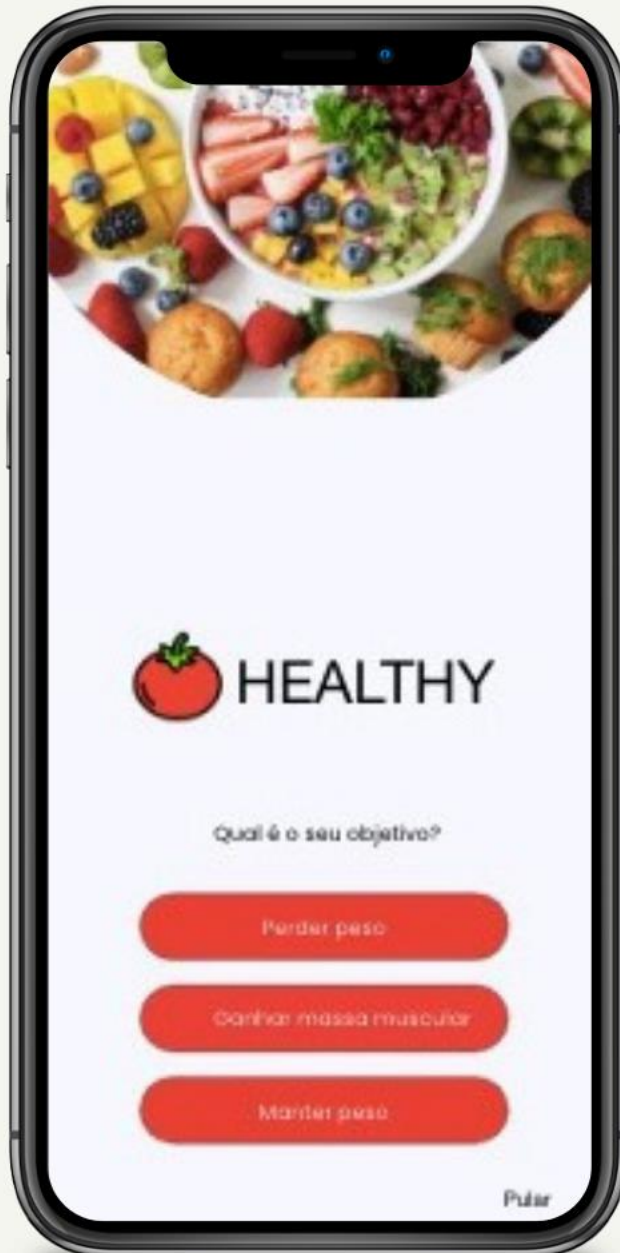 HEALTHY
Qual é o seu objetivo?
Perder peso
Ganhar massa muscular
Manter peso
Pular